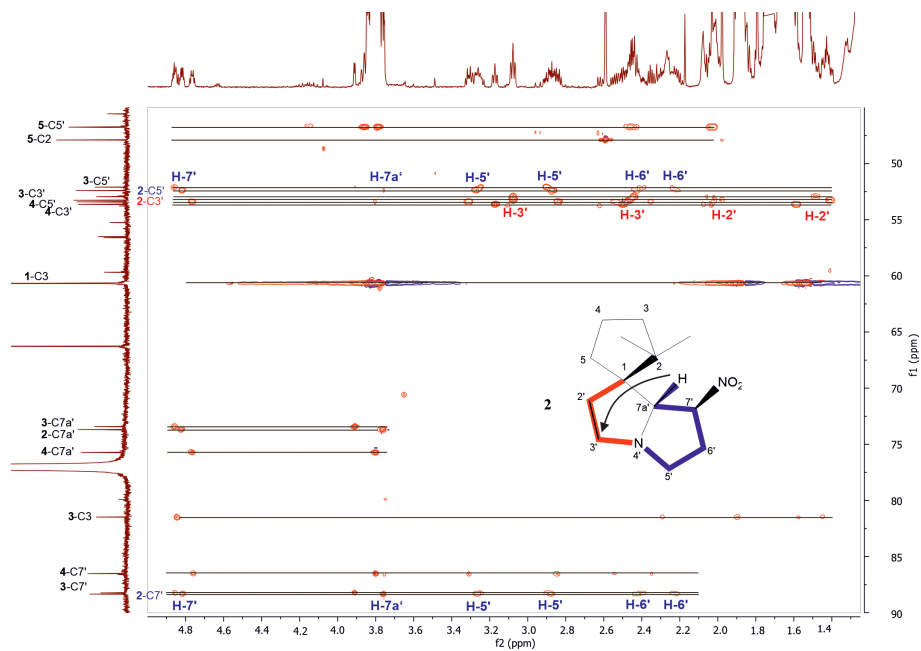 5-C5'
5-C2
3-C5'
2-C5'
3-C3'
2-C3'
4-C5'
4-C3'
1-C3
3-C7a'
2-C7a'
4-C7a'
3-C3
4-C7'
3-C7'
2-C7'
H-7'
H-7a‘
H-5'
H-5'
H-6'
H-6'
H-3'
H-3'
H-2'
H-2'
4
3
5
2
1
H
NO2
2
2'
7a'
7'
3'
N
4'
6'
5'
H-7'
H-7a‘
H-5'
H-5'
H-6'
H-6'
50
55
60
65
70
75
80
85
90
f1 (ppm)
4.8 4.6 4.4 4.2 4.0 3.8 3.6 3.4 3.2 3.0 2.8 2.6 2.4 2.2 2.0 1.8 1.6 1.4
f2 (ppm)